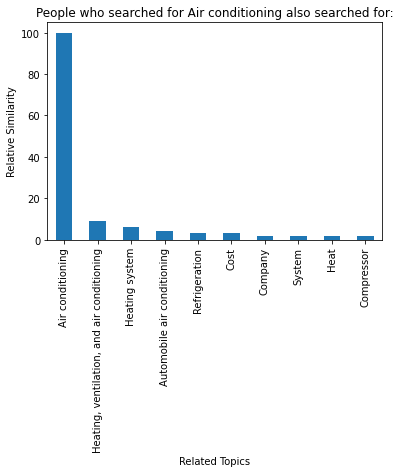 People who searched for Air conditioning also searched for:
100
80
60
40
20
0
Relative Similarity
Air conditioning
Heating, ventilation, and air conditioning
Heating system
Automobile air conditioning
Refrigeration
Cost
Company
System
Heat
Compressor
Related Topics